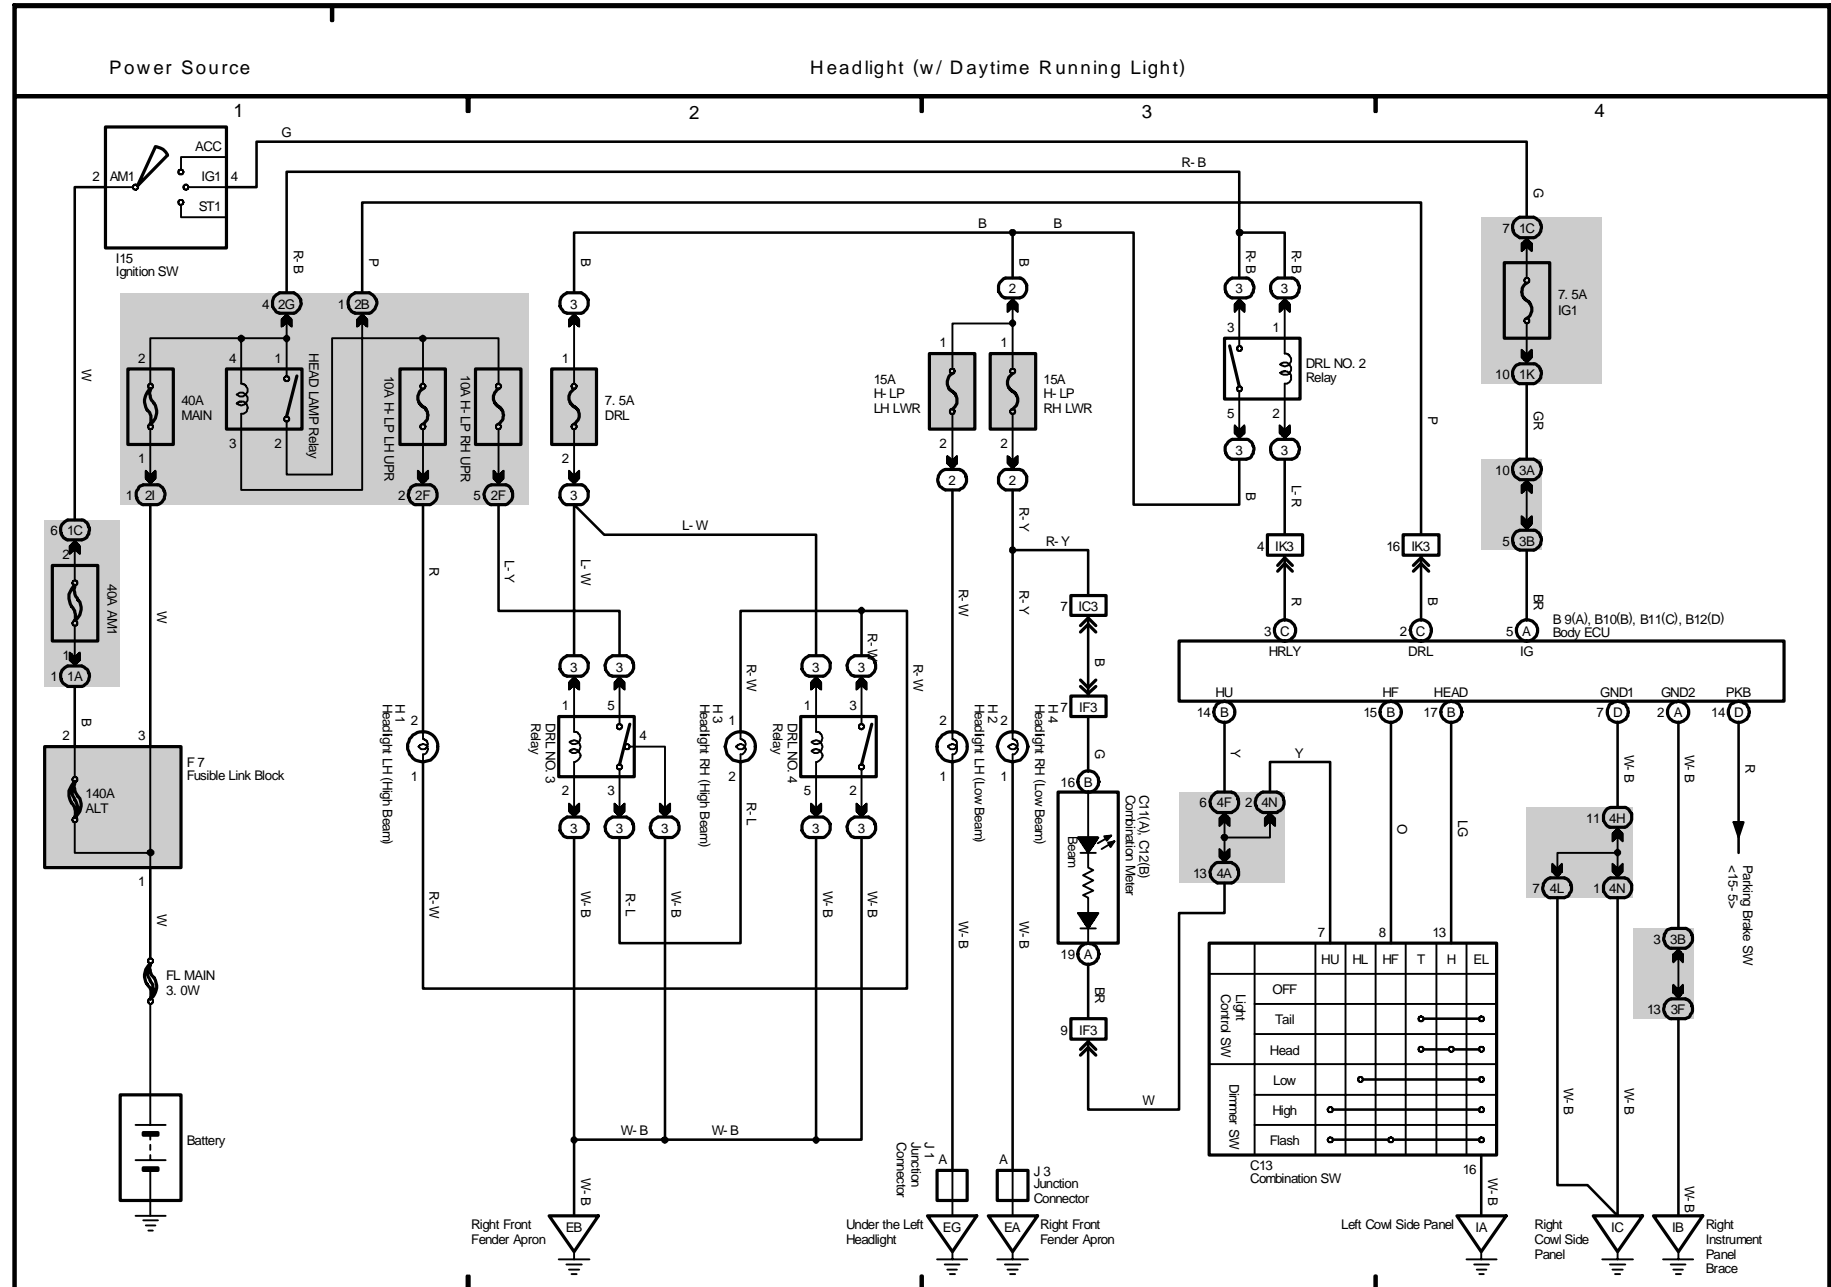 Power Source
Headlight (w/ Daytime Running Light)
1
2
3
4
G
R-B
ACC
2 AM1
IG1 4
ST1
I15
Ignition SW
R-B
P
B
B
B
B
R-B
R-B
G
7 1C
7. 5A
IG1
10 1K
4 2G
1 2B
3
2
3
3
W
2
4
1
HEAD LAMP Relay
40A
MAIN
3
2
1
1 2I
10A H-LP LH UPR
10A H-LP RH UPR
2 2F
5 2F
1
7. 5A
DRL
2
3
1
15A
H-LP
LH LWR
2
2
1
15A
H-LP
RH LWR
2
2
3
1
DRL NO. 2
Relay
5
2
3
3
P
GR
10 3A
5 3B
6 1C
2
40A AM1
1
1 1A
W
R
L-Y
L-W
L-W
R-W
R-Y
R-Y
R-Y
B
L-R
4 IK3
16 IK3
R
B
BR
7 IC3
B
7 IF3
G
B 9(A), B10(B), B11(C), B12(D)
Body ECU
3 C
2 C
5 A
HRLY
DRL
IG
HU
HF
HEAD
GND1
GND2
PKB
14 B
15 B
17 B
7 D
2 A
14 D
B
2
3
F 7
Fusible Link Block
140A
ALT
1
W
FL MAIN
3. 0W
Battery
H 1
Headlight LH (High Beam)
2
1
R-W
3
3
1
5
4
DRL NO. 3
Relay
2
3
3
3
3
H 3
Headlight RH (High Beam)
1
2
R-W
R-L
3
3
R-W
R-W
1
3
DRL NO. 4
Relay
5
2
3
3
W-B
R-L
W-B
W-B
W-B
W-B
W-B
W-B
H 2
Headlight LH (Low Beam)
2
1
W-B
H 4
Headlight RH (Low Beam)
2
1
W-B
16 B
C11(A), C12(B)
Combination Meter
Beam
19 A
BR
9 IF3
W
Y
Y
6 4F
2 4N
13 4A
O
LG
W-B
W-B
R
11 4H
7 4L
1 4N
3 3B
13 3F
Parking Brake SW
<15-5>
7
8
13
HU HL HF T H EL
Light
Control SW
OFF
Tail
Head
Dimmer SW
Low
High
Flash
C13
Combination SW
16
W-B
W-B
W-B
W-B
J 1
Junction
Connector
A
A
J 3
Junction
Connector
Right Front
Fender Apron
EB
Under the Left
Headlight
EG
EA
Right Front
Fender Apron
Left Cowl Side Panel
IA
Right
Cowl Side
Panel
IC
IB
Right
Instrument
Panel
Brace